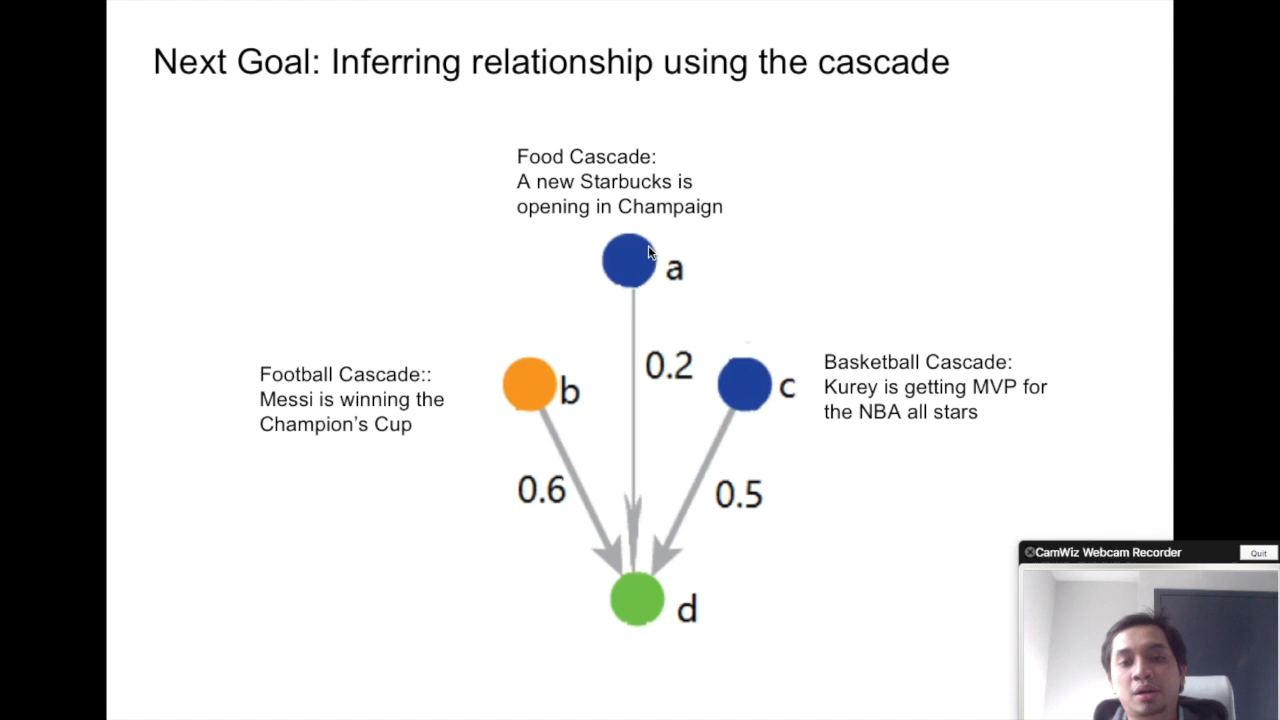 Next Goal: Inferring relationship using the cascade
Food Cascade:
A new Starbucks is
opening in Champaign
a
0.2
Football Cascade::
Messi is winning the
Champion's Cup
b
c
Basketball Cascade:
Kurey is getting MVP for
the NBA all stars
0.6
0.5
d
CamWiz Webcam Recorder
Quit